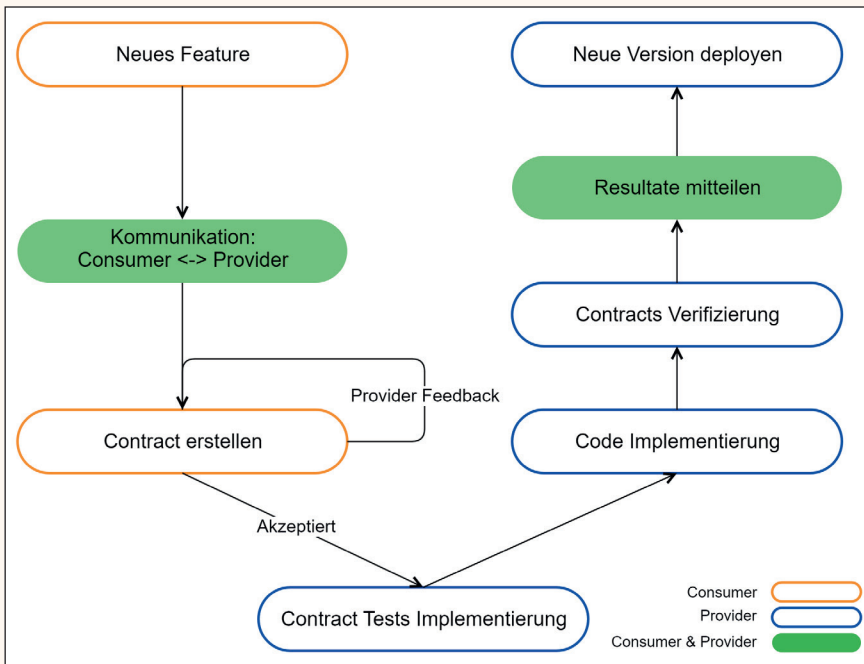 Neues Feature
Kommunikation:
Consumer <-> Provider
Provider Feedback
Contract erstellen
Akzeptiert
Contract Tests Implementierung
Code Implementierung
Contracts Verifizierung
Resultate mitteilen
Neue Version deployen
Consumer
Provider
Consumer & Provider